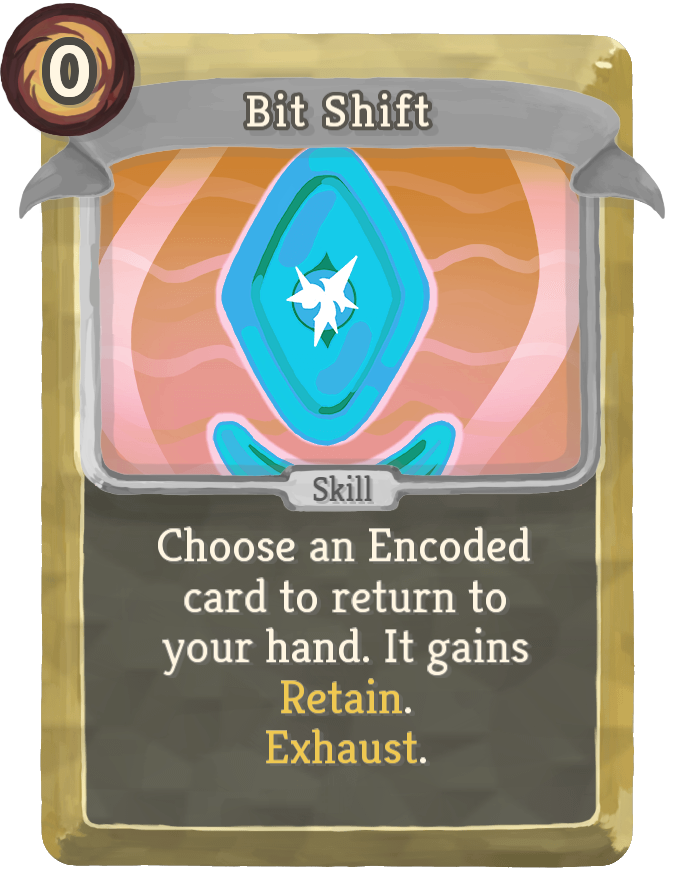 0
Bit Shift
Skill
Choose an Encoded
card to return to
your hand. It gains
Retain.
Exhaust.